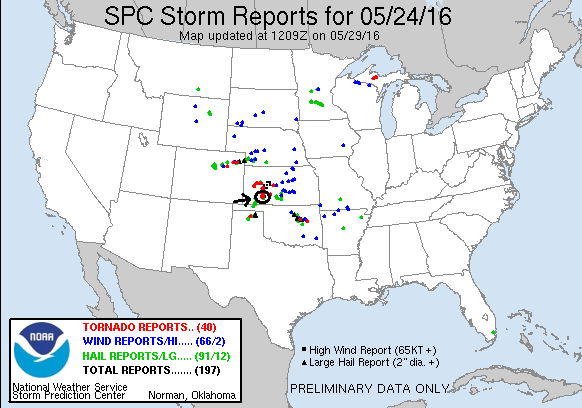 SPC Storm Reports for 05/24/16
Map updated at 1209Z on 05/29/16
noaa
TORNADO REPORTS.. (40)
WIND REPORTS/HI..... (66/2)
HAIL REPORTS/LG..... (91/12)
TOTAL REPORTS....... (197)
National Weather Service
Storm Prediction Center Norman, Oklahoma
High Wind Report (65KT +)
Large Hail Report (2" dia. +)
PRELIMINARY DATA ONLY